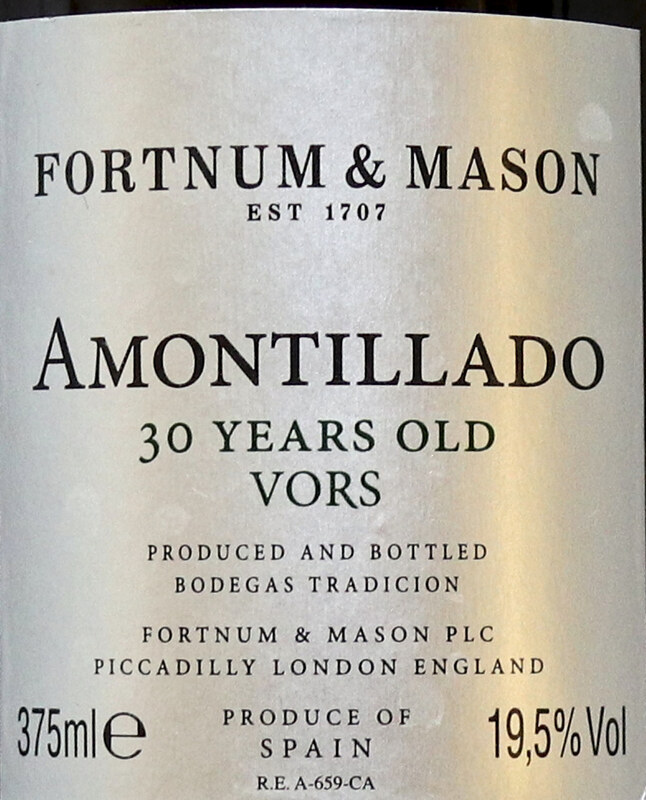 FORTNUM & MASON
EST 1707
AMONTILLADO
30 YEARS OLD
VORS
PRODUCED AND BOTTLED
BODEGAS TRADICION
FORTNUM & MASON PLC
PICCADILLY LONDON ENGLAND
375ml ℮ PRODUCE OF SPAIN 19,5% Vol
R.E. A-659-CA